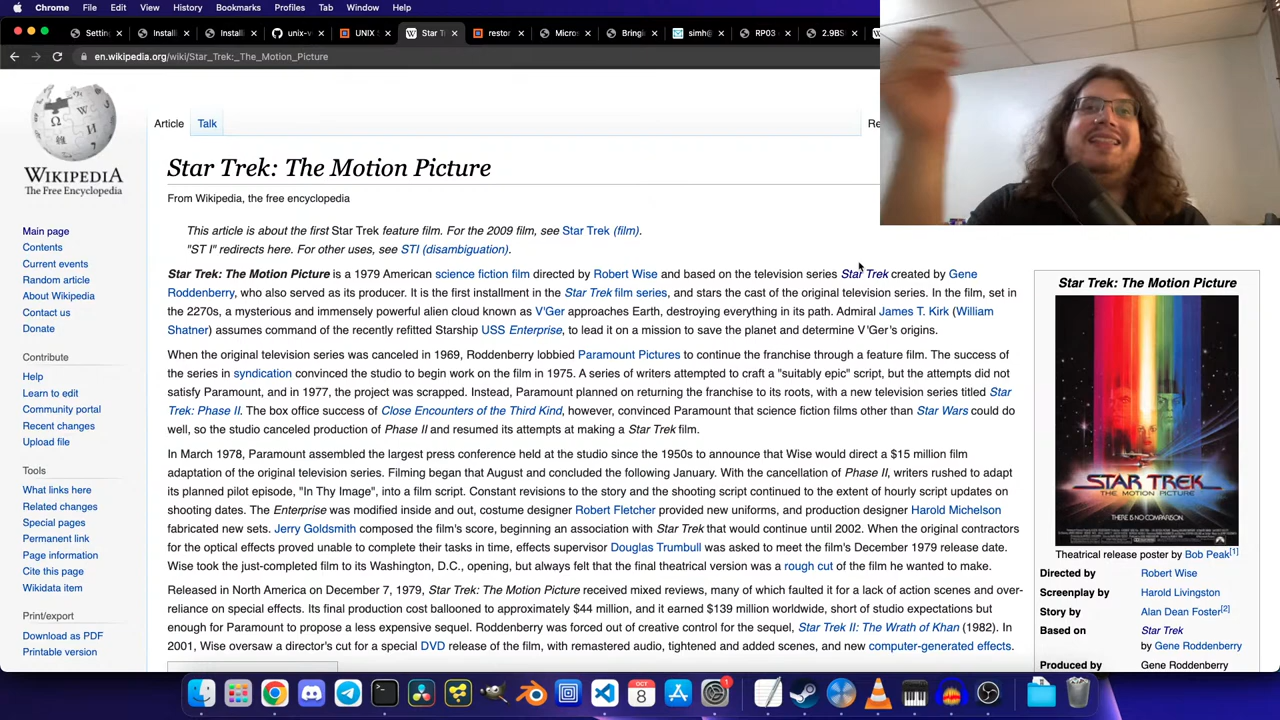 Chrome File Edit View History Bookmarks Profiles Tab Window Help
Settin Installi Installi unix-v UNIX Star T restor Micro Bringi simh@ RP03 2.9BS
en.wikipedia.org/wiki/Star_Trek:_The_Motion_Picture
WIKIPEDIA
The Free Encyclopedia
Main page
Contents
Current events
Random article
About Wikipedia
Contact us
Donate
Contribute
Help
Learn to edit
Community portal
Recent changes
Upload file
Tools
What links here
Related changes
Special pages
Permanent link
Page information
Cite this page
Wikidata item
Print/export
Download as PDF
Printable version
Article Talk Re
Star Trek: The Motion Picture
From Wikipedia, the free encyclopedia
This article is about the first Star Trek feature film. For the 2009 film, see Star Trek (film).
"ST I" redirects here. For other uses, see STI (disambiguation).
Star Trek: The Motion Picture is a 1979 American science fiction film directed by Robert Wise and based on the television series Star Trek created by Gene
Roddenberry, who also served as its producer. It is the first installment in the Star Trek film series, and stars the cast of the original television series. In the film, set in
the 2270s, a mysterious and immensely powerful alien cloud known as V'Ger approaches Earth, destroying everything in its path. Admiral James T. Kirk (William
Shatner) assumes command of the recently refitted Starship USS Enterprise, to lead it on a mission to save the planet and determine V'Ger's origins.
When the original television series was canceled in 1969, Roddenberry lobbied Paramount Pictures to continue the franchise through a feature film. The success of
the series in syndication convinced the studio to begin work on the film in 1975. A series of writers attempted to craft a "suitably epic" script, but the attempts did not
satisfy Paramount, and in 1977, the project was scrapped. Instead, Paramount planned on returning the franchise to its roots, with a new television series titled Star
Trek: Phase II. The box office success of Close Encounters of the Third Kind, however, convinced Paramount that science fiction films other than Star Wars could do
well, so the studio canceled production of Phase II and resumed its attempts at making a Star Trek film.
In March 1978, Paramount assembled the largest press conference held at the studio since the 1950s to announce that Wise would direct a $15 million film
adaptation of the original television series. Filming began that August and concluded the following January. With the cancellation of Phase II, writers rushed to adapt
its planned pilot episode, "In Thy Image", into a film script. Constant revisions to the story and the shooting script continued to the extent of hourly script updates on
shooting dates. The Enterprise was modified inside and out, costume designer Robert Fletcher provided new uniforms, and production designer Harold Michelson
fabricated new sets. Jerry Goldsmith composed the score, beginning an association with Star Trek that would continue until 2002. When the original contractors
for the optical effects proved unable to complete their tasks in time, effects supervisor Douglas Trumbull was asked to meet the film's December 1979 release date.
Wise took the just-completed film to its Washington, D.C., opening, but always felt that the final theatrical version was a rough cut of the film he wanted to make.
Released in North America on December 7, 1979, Star Trek: The Motion Picture received mixed reviews, many of which faulted it for a lack of action scenes and over-
reliance on special effects. Its final production cost ballooned to approximately $44 million, and it earned $139 million worldwide, short of studio expectations but
enough for Paramount to propose a less expensive sequel. Roddenberry was forced out of creative control for the sequel, Star Trek II: The Wrath of Khan (1982). In
2001, Wise oversaw a director's cut for a special DVD release of the film, with remastered audio, tightened and added scenes, and new computer-generated effects.
Star Trek: The Motion Picture
STAR TREK
THE MOTION PICTURE
THERE IS NO COMPARISON.
Theatrical release poster by Bob Peak[1]
Directed by Robert Wise
Screenplay by Harold Livingston
Story by Alan Dean Foster[2]
Based on Star Trek
by Gene Roddenberry
Produced by Gene Roddenberry
OCT
8
1